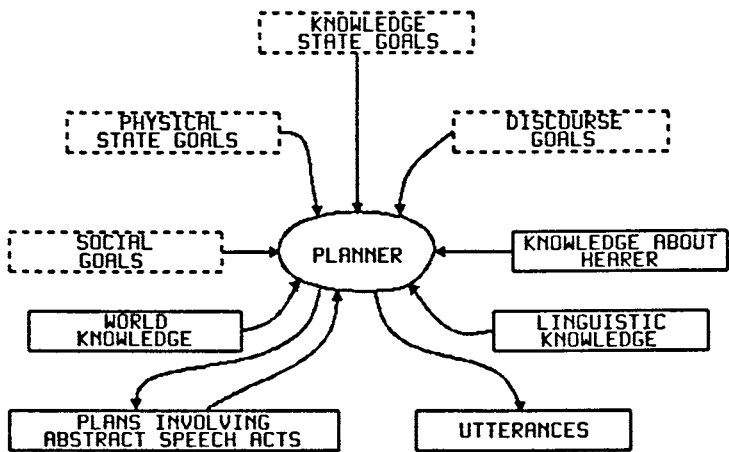 KNOWLEDGE
STATE GOALS
PHYSICAL
STATE GOALS
DISCOURSE
GOALS
SOCIAL
GOALS
PLANNER
KNOWLEDGE ABOUT
HEARER
WORLD
KNOWLEDGE
LINGUISTIC
KNOWLEDGE
PLANS INVOLVING
ABSTRACT SPEECH ACTS
UTTERANCES